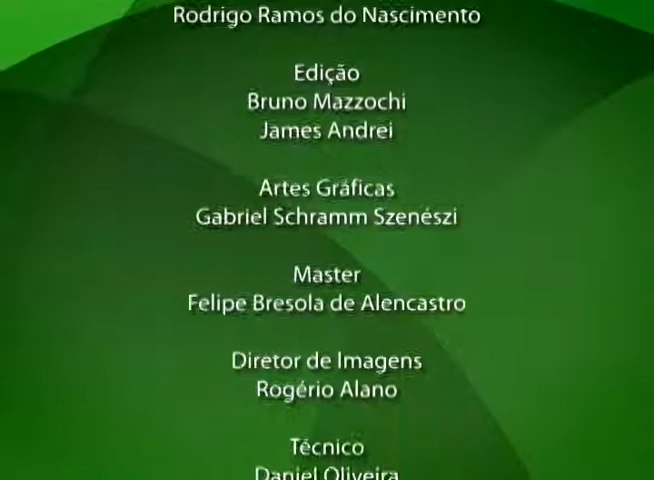 Rodrigo Ramos do Nascimento
Edição
Bruno Mazzochi
James Andrei
Artes Gráficas
Gabriel Schramm Szenészi
Master
Felipe Bresola de Alencastro
Diretor de Imagens
Rogério Alano
Técnico
Daniel Oliveira